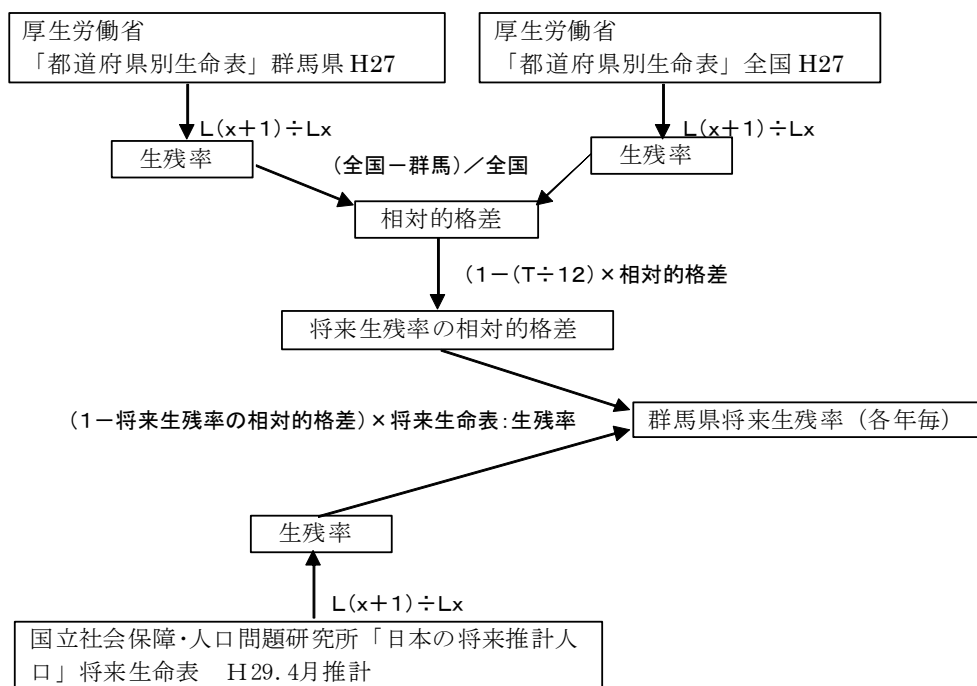 厚生労働省
「都道府県別生命表」群馬県 H27
厚生労働省
「都道府県別生命表」全国 H27
L(x+1)÷Lx
L(x+1)÷Lx
生残率
生残率
(全国-群馬)/全国
相対的格差
(1-(T÷12)×相対的格差
将来生残率の相対的格差
(1-将来生残率の相対的格差)×将来生命表:生残率
群馬県将来生残率(各年毎)
生残率
L(x+1)÷Lx
国立社会保障・人口問題研究所「日本の将来推計人
口」将来生命表 H29.4月推計